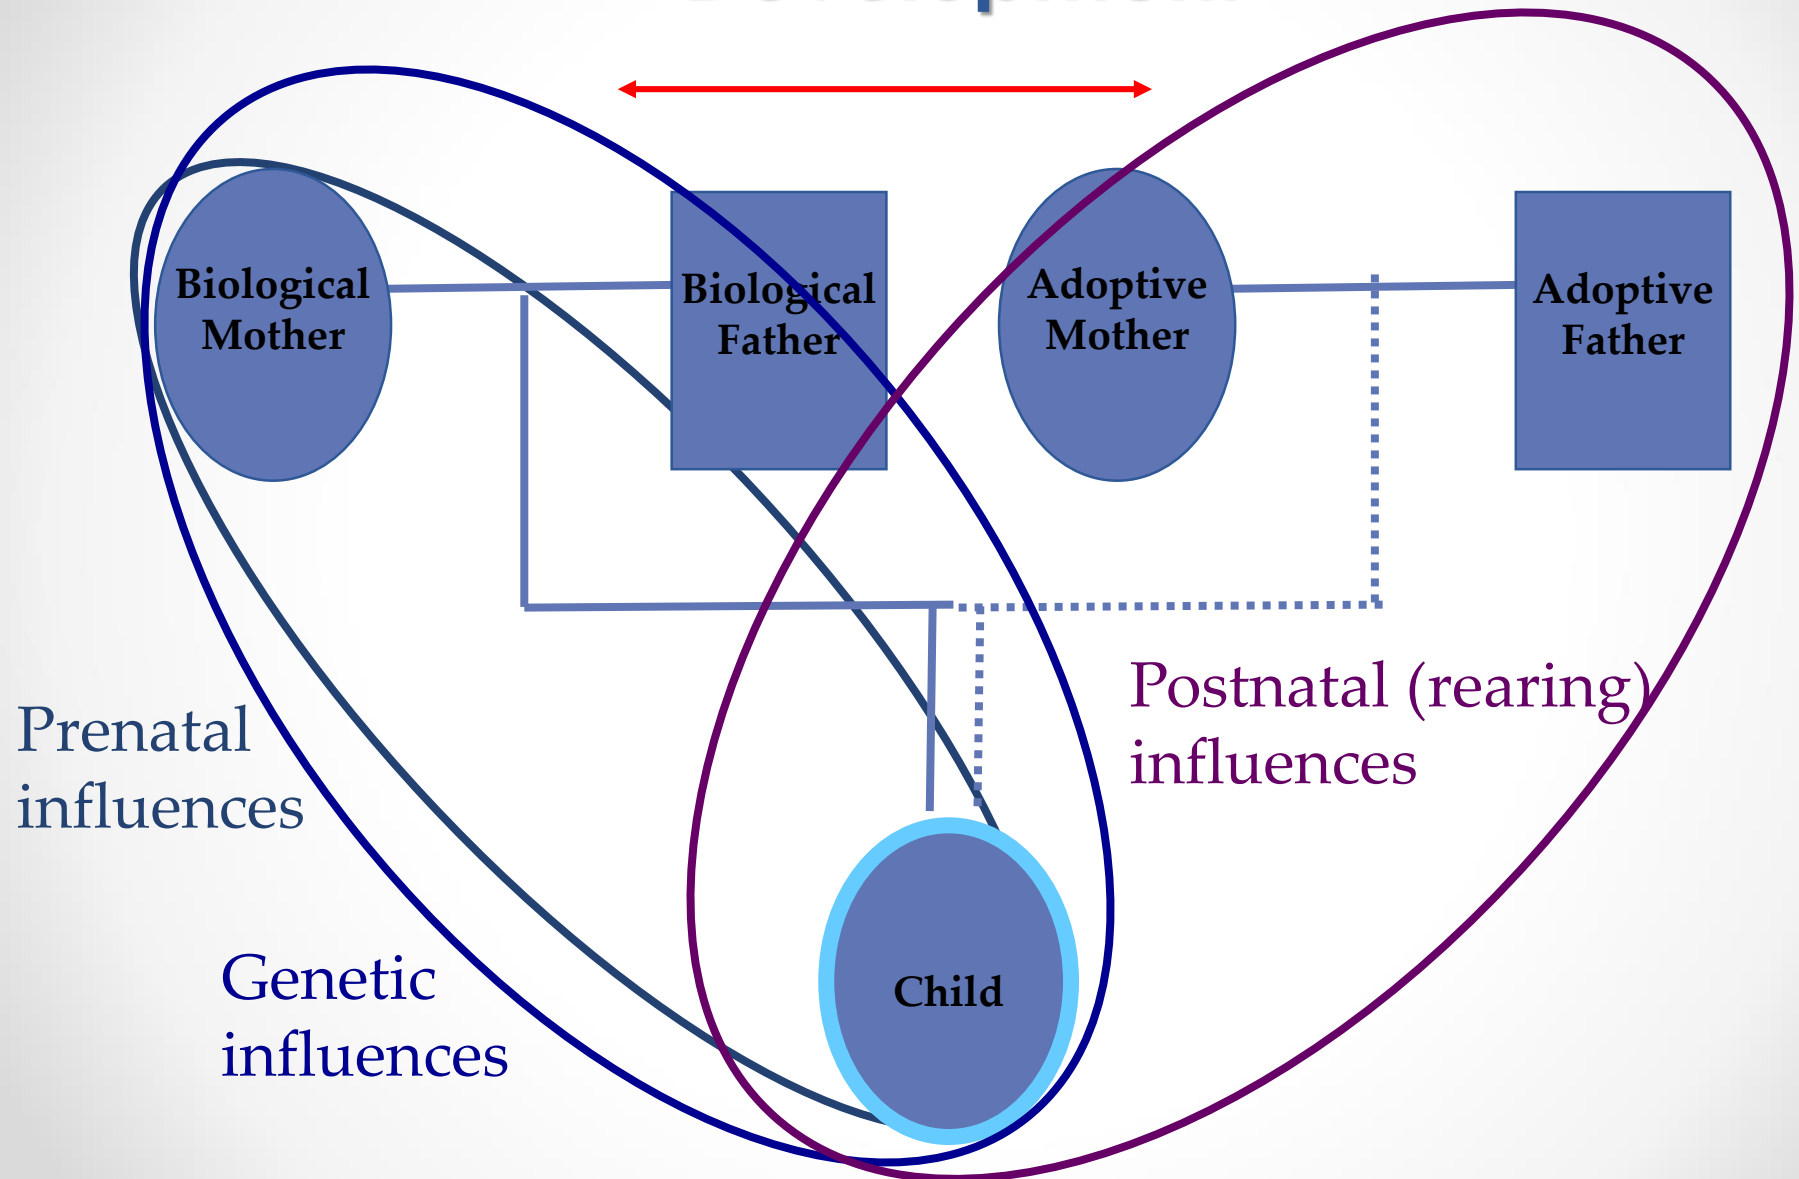 Biological
Mother
Biological
Father
Adoptive
Mother
Adoptive
Father
Prenatal
influences
Postnatal (rearing)
influences
Genetic
influences
Child